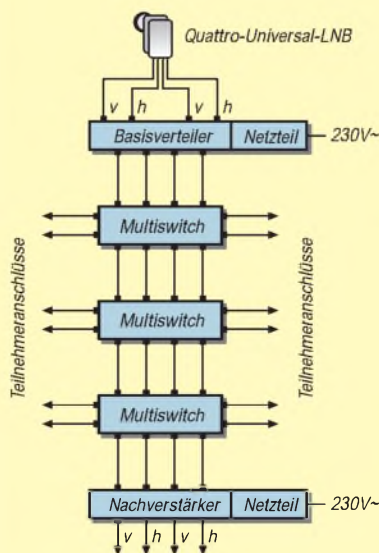 Quattro-Universal-LNB
v h v h
Basisverteiler Netzteil 230V~
Multiswitch
Teilnehmeranschlüsse
Teilnehmeranschlüsse
Multiswitch
Multiswitch
Nachverstärker Netzteil 230V~
v h v h